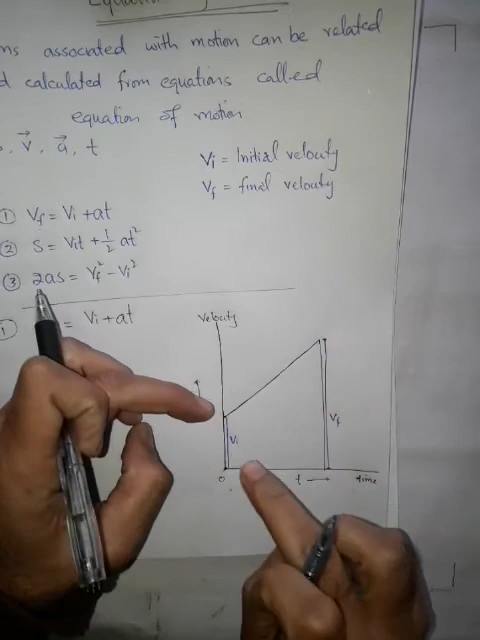 associated with motion can be related
calculated from equations called
equation of motion
v, a, t
Vi = Initial velocity
Vf = final velocity
① Vf = Vi + at
② S = Vit + 1/2 at²
③ 2as = Vf² - Vi²
= Vi + at
Velocity
Vi
Vf
0
t →
time